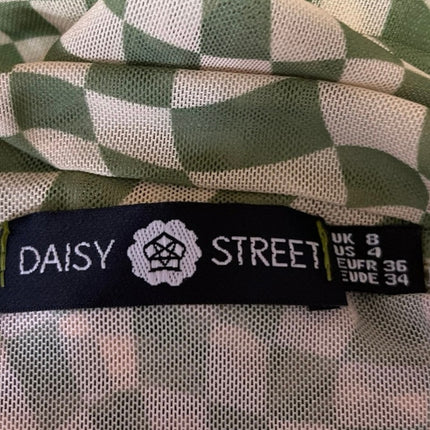 DAISY STREET
UK 8
US 4
EUFR 36
EUDE 34